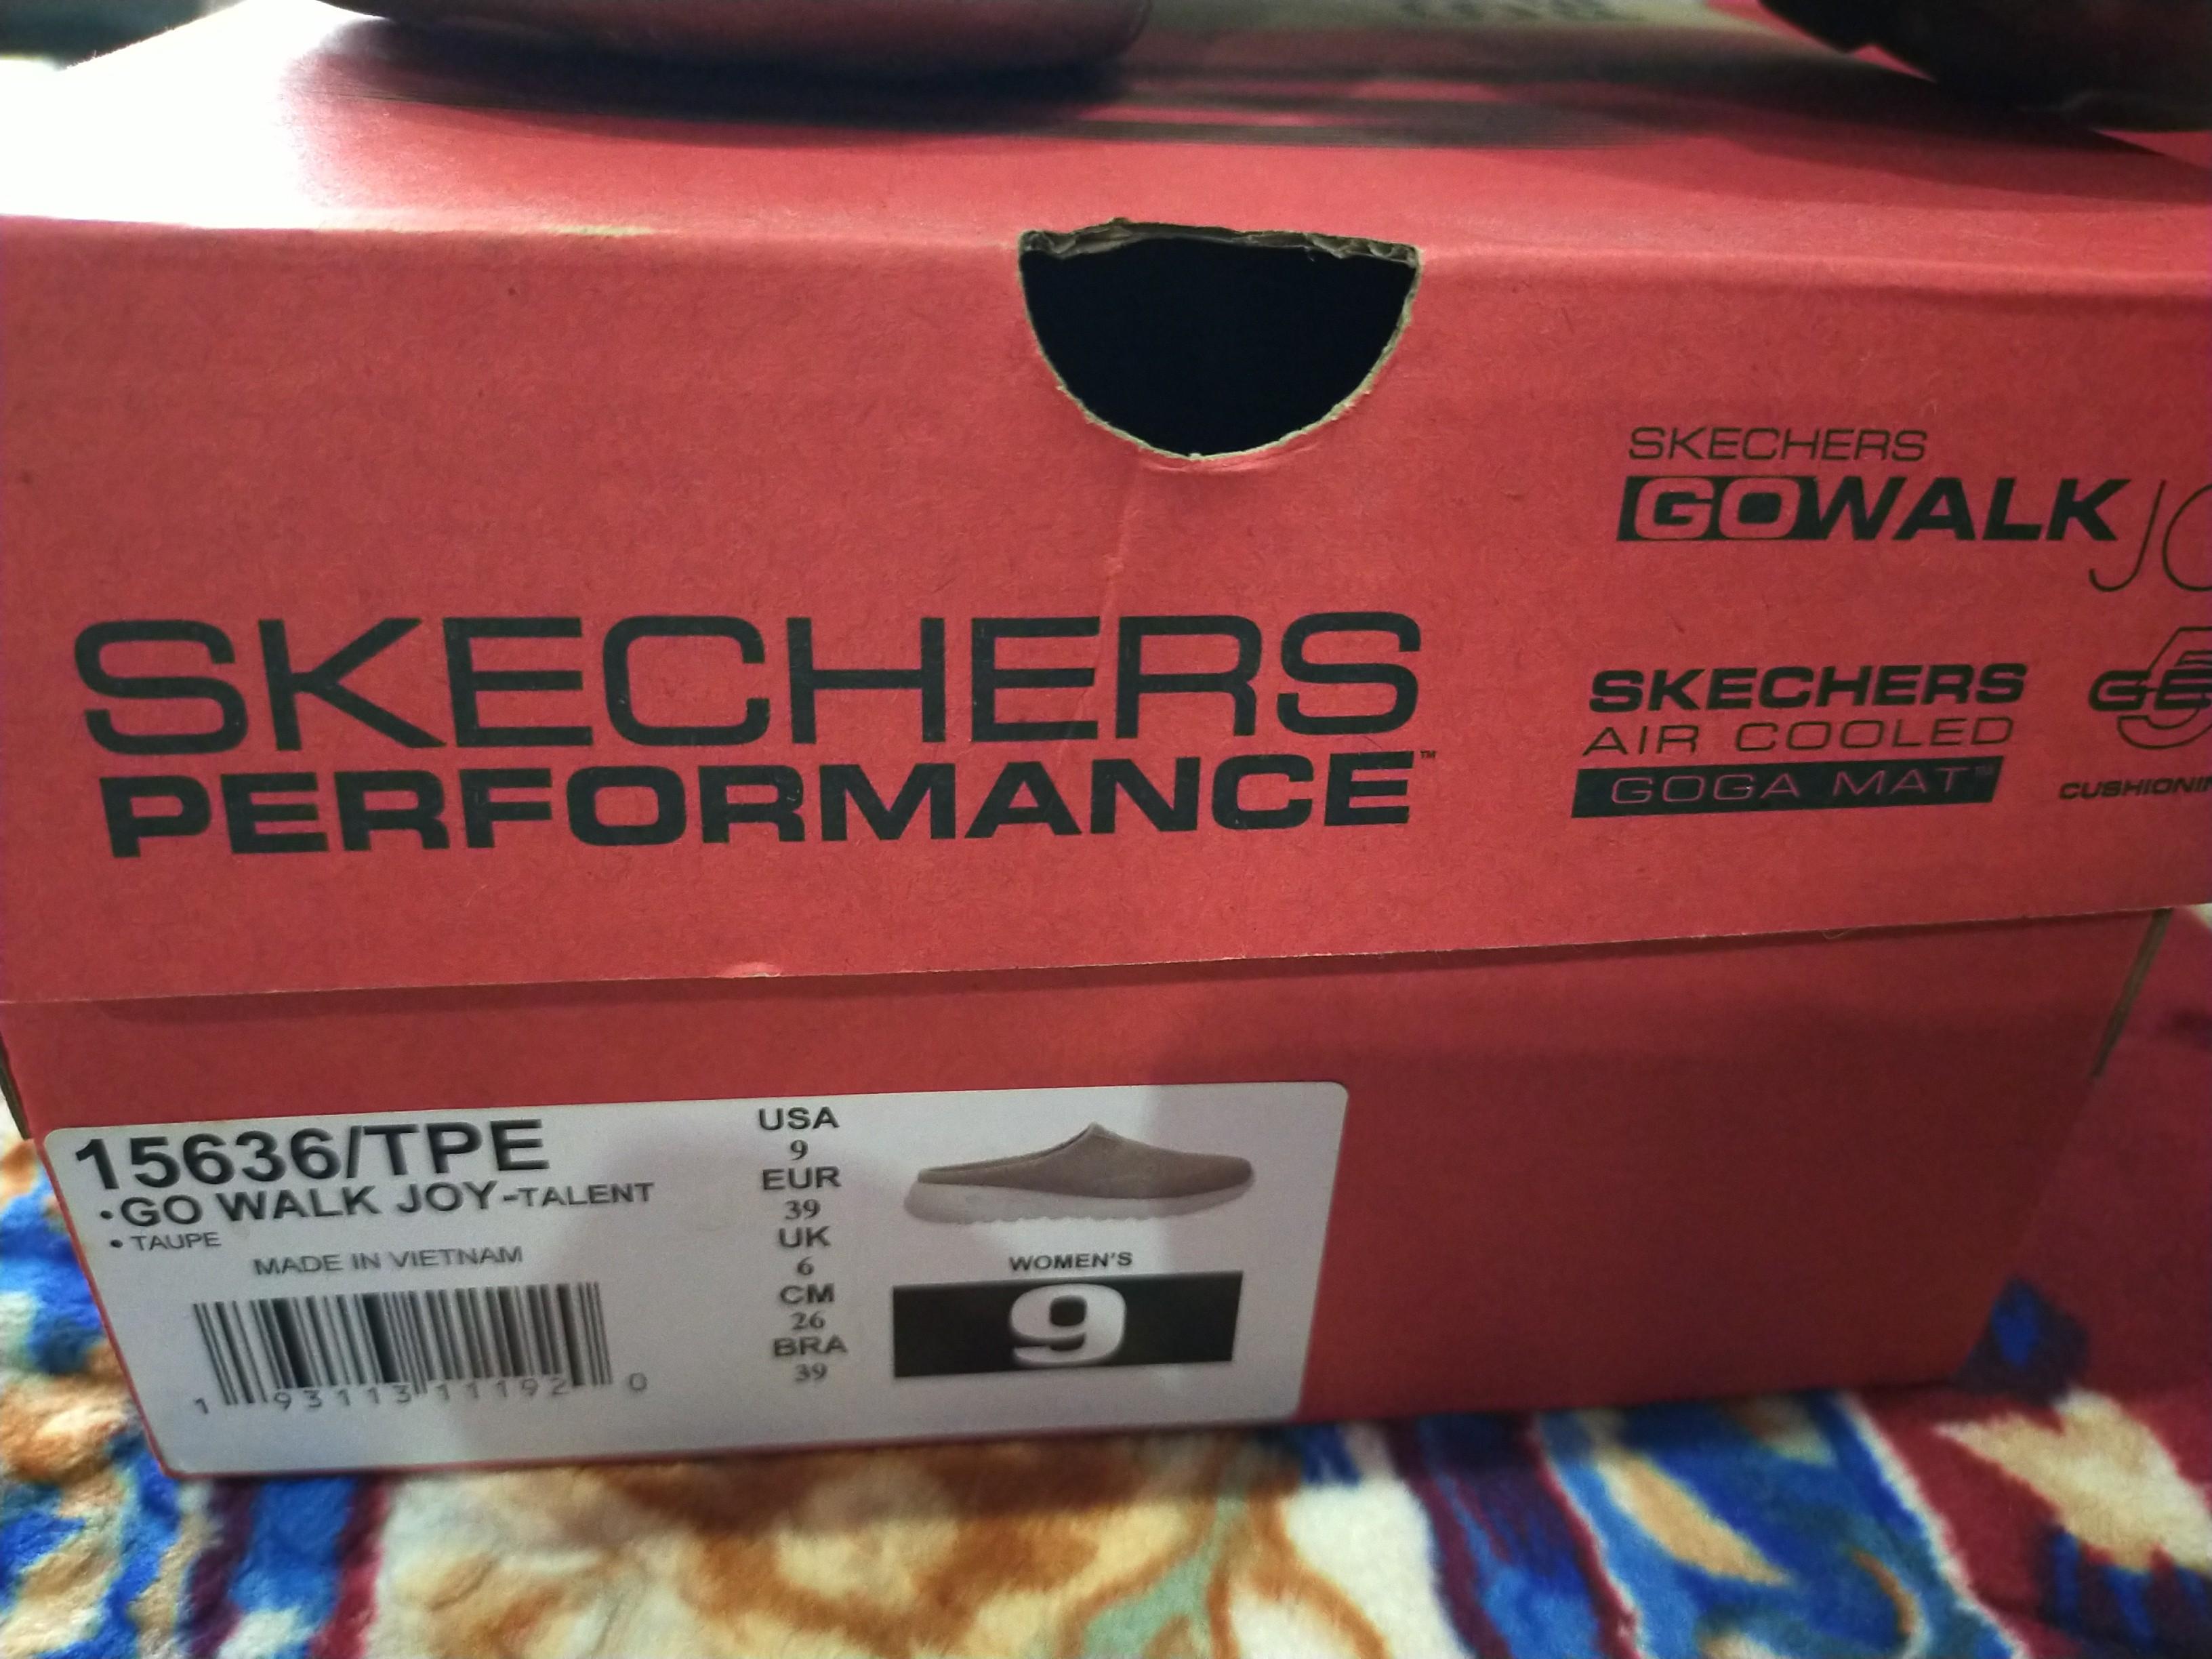 SKECHERS
GOWALK JO
SKECHERS
PERFORMANCE™
SKECHERS
AIR COOLED
GOGA MAT™
CUSHIONIN
15636/TPE
•GO WALK JOY-TALENT
• TAUPE
MADE IN VIETNAM
1 93113 11192 0
USA
9
EUR
39
UK
6
CM
26
BRA
39
WOMEN'S
9